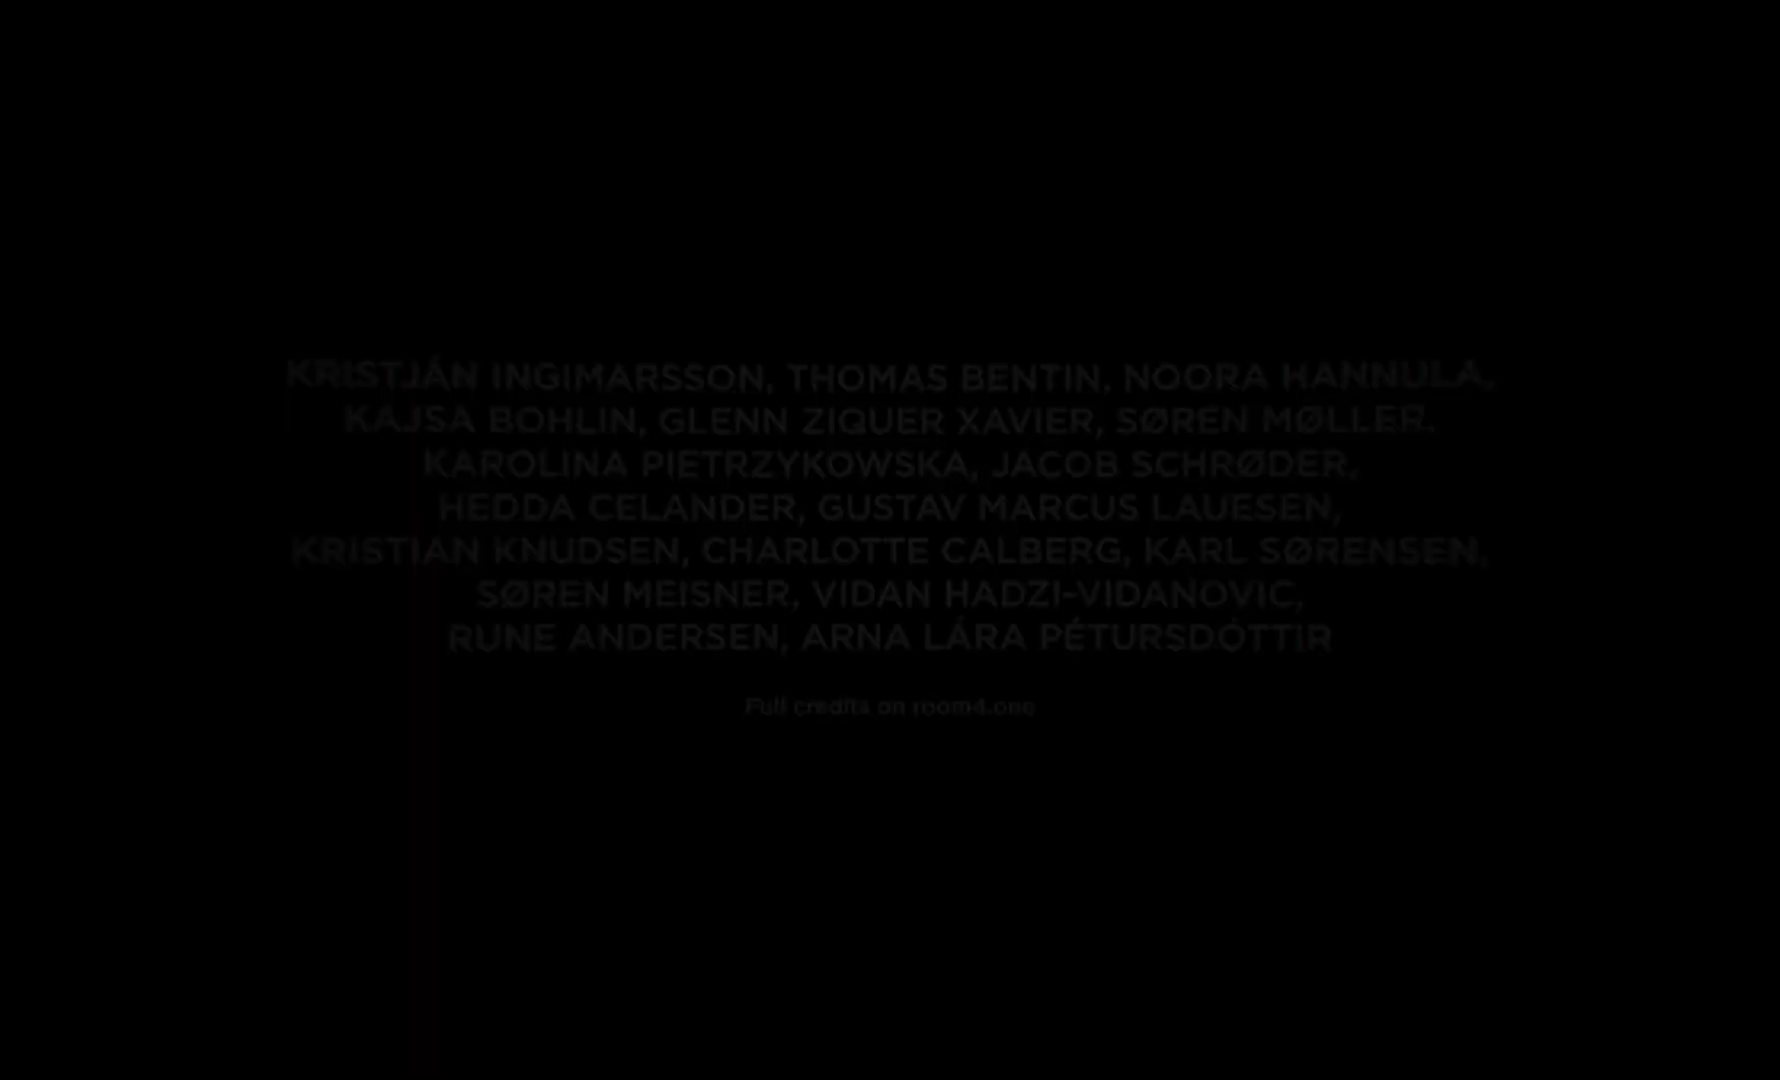 KRISTJÁN INGIMARSSON, THOMAS BENTIN, NOORA HANNULA,
KAJSA BOHLIN, GLENN ZIQUER XAVIER, SØREN MØLLER,
KAROLINA PIETRZYKOWSKA, JACOB SCHRØDER,
HEDDA CELANDER, GUSTAV MARCUS LAUESEN,
KRISTIAN KNUDSEN, CHARLOTTE CALBERG, KARL SØRENSEN,
SØREN MEISNER, VIDAN HADZI-VIDANOVIC,
RUNE ANDERSEN, ARNA LÁRA PÉTURSDÓTTIR
Full credits on room4.one